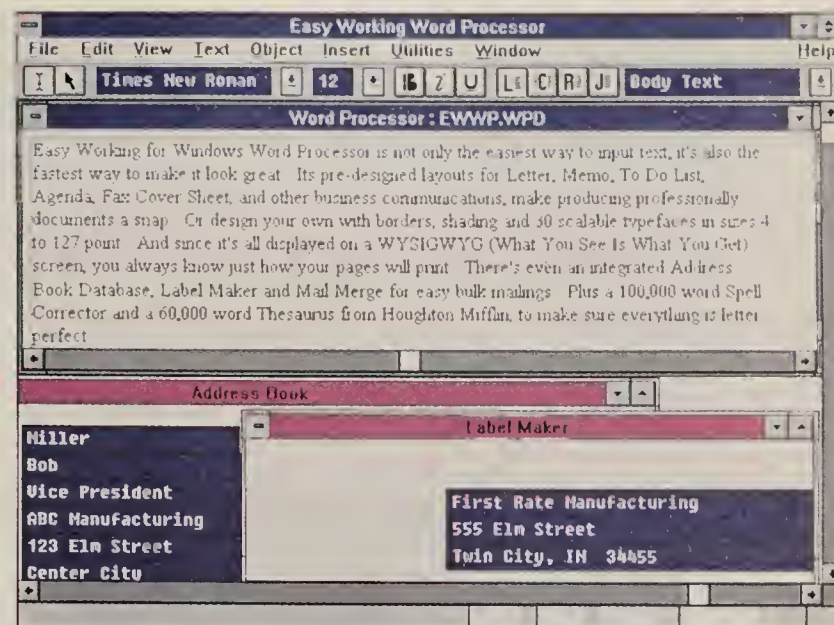 Easy Working Word Processor
File Edit View Text Object Insert Utilities Window Help
Times New Roman 12 B i U L C R J Body Text
Word Processor : EWWP.WPD
Easy Working for Windows Word Processor is not only the easiest way to input text, it's also the
fastest way to make it look great Its pre-designed layouts for Letter, Memo, To Do List,
Agenda, Fax Cover Sheet, and other business communications, make producing professionally
documents a snap Or design your own with borders, shading and 30 scalable typefaces in sizes 4
to 127 point And since it's all displayed on a WYSIGWYG (What You See Is What You Get)
screen, you always know just how your pages will print There's even an integrated Address
Book Database, Label Maker and Mail Merge for easy bulk mailings Plus a 100,000 word Spell
Corrector and a 60,000 word Thesaurus from Houghton Mifflin, to make sure everything is letter
perfect
Address Book
Label Maker
Miller
Bob
Vice President
ABC Manufacturing
123 Elm Street
Center City
First Rate Manufacturing
555 Elm Street
Twin City, IN 34455